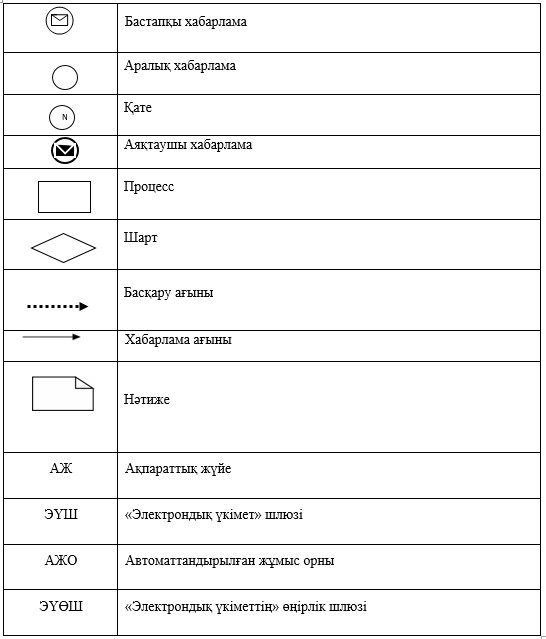 Бастапқы хабарлама
Аралық хабарлама
N Қате
Аяқтаушы хабарлама
Процесс
Шарт
Басқару ағыны
Хабарлама ағыны
Нәтиже
АЖ Ақпараттық жүйе
ЭҮШ «Электрондық үкімет» шлюзі
АЖО Автоматтандырылған жұмыс орны
ЭҮӨШ «Электрондық үкіметтің» өңірлік шлюзі